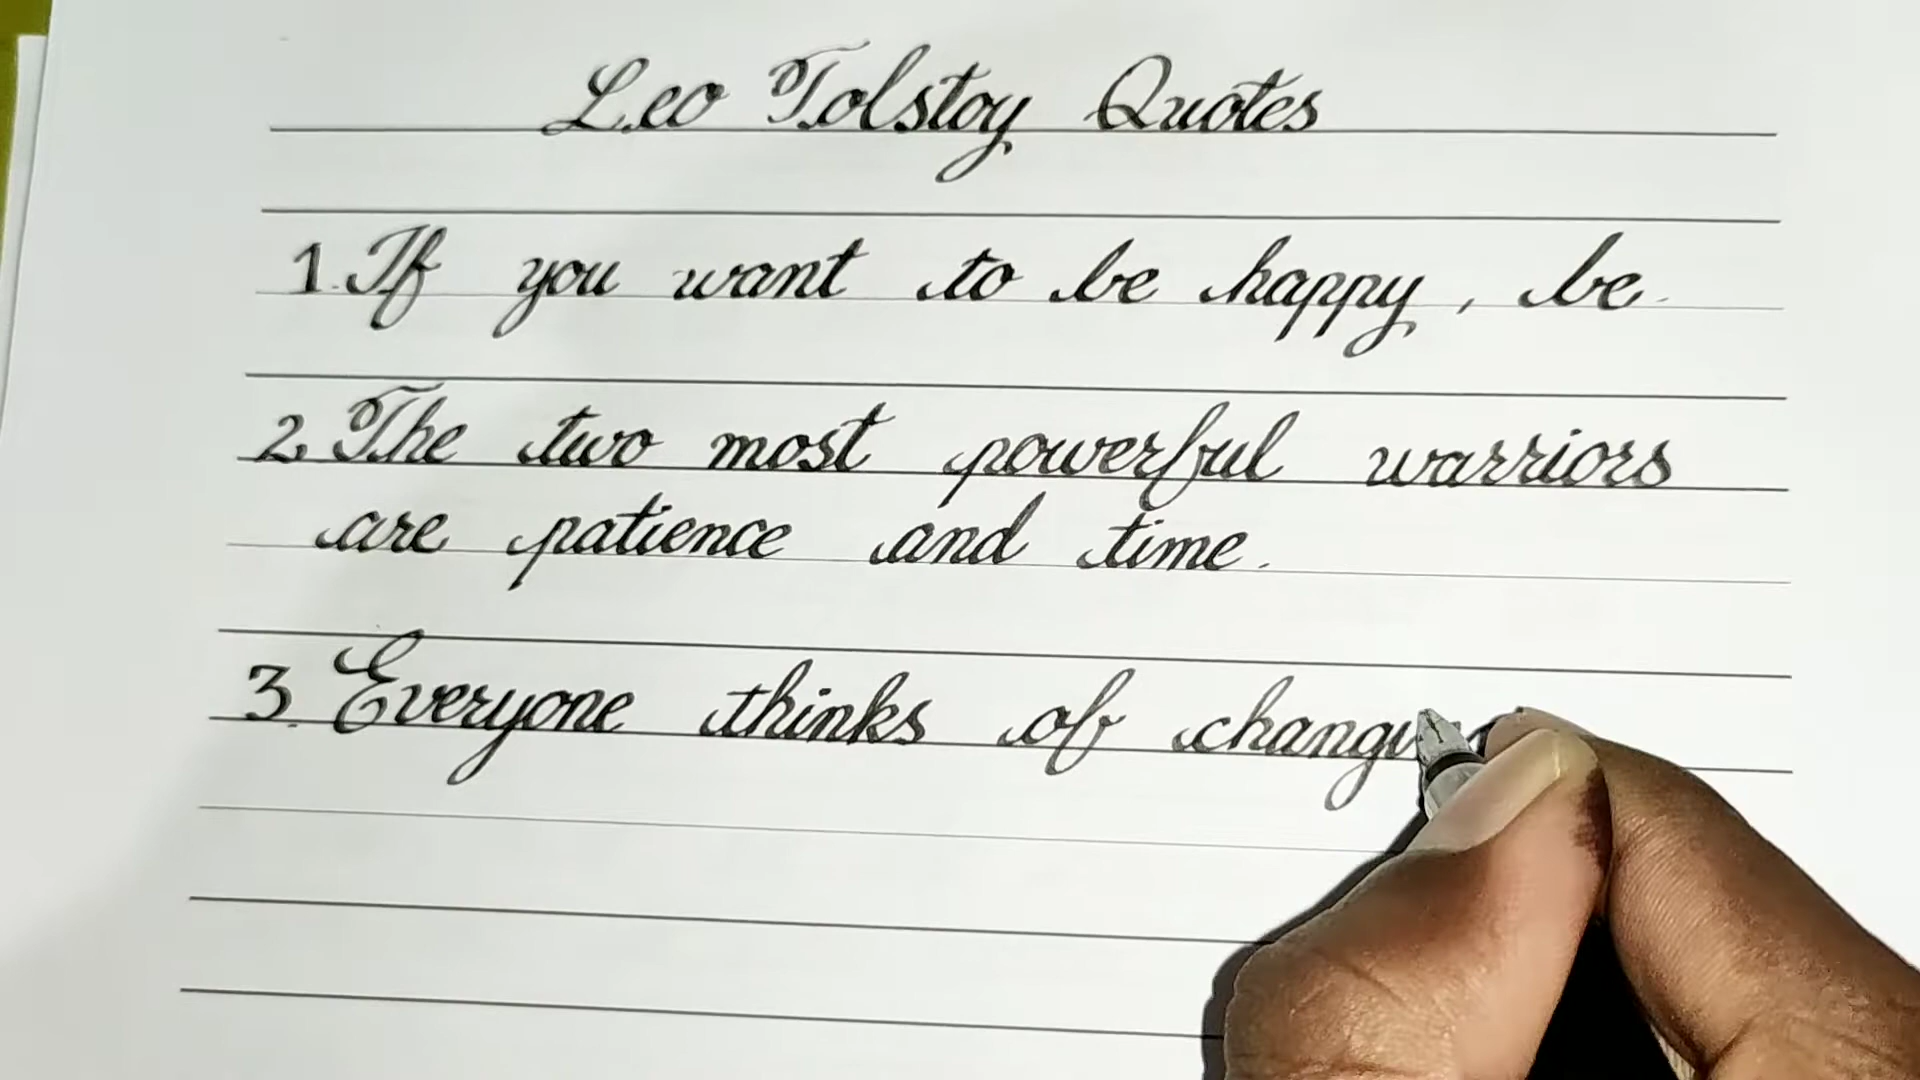 Leo Tolstoy Quotes
1. If you want to be happy, be.
2. The two most powerful warriors
are patience and time.
3. Everyone thinks of